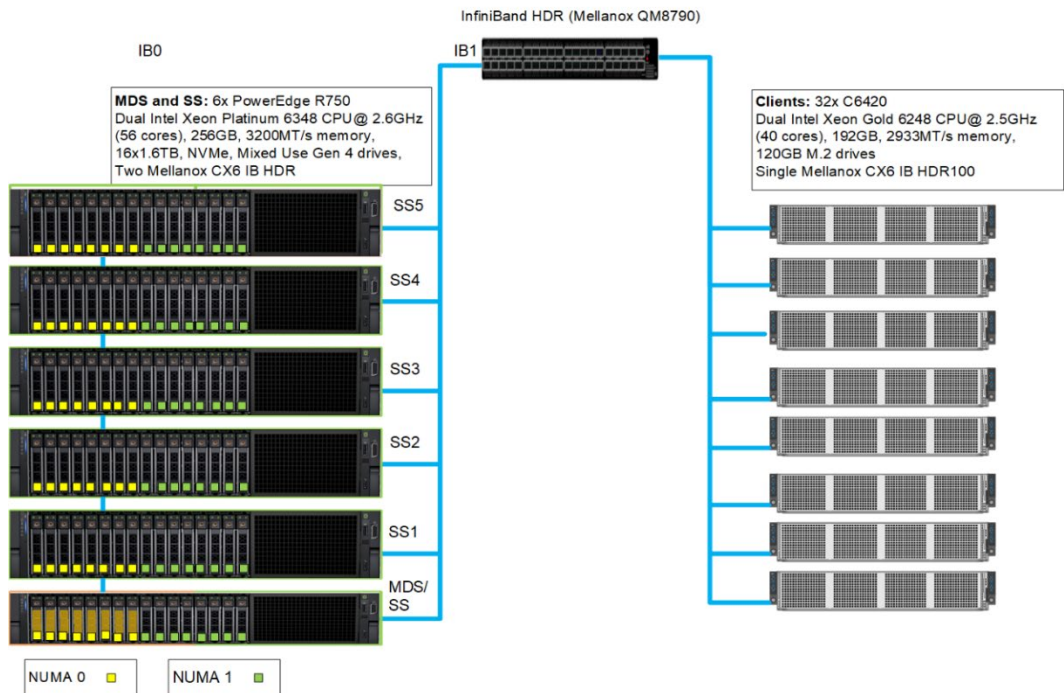 InfiniBand HDR (Mellanox QM8790)
IB0
IB1
MDS and SS: 6x PowerEdge R750
Dual Intel Xeon Platinum 6348 CPU@ 2.6GHz
(56 cores), 256GB, 3200MT/s memory,
16x1.6TB, NVMe, Mixed Use Gen 4 drives,
Two Mellanox CX6 IB HDR
Clients: 32x C6420
Dual Intel Xeon Gold 6248 CPU@ 2.5GHz
(40 cores), 192GB, 2933MT/s memory,
120GB M.2 drives
Single Mellanox CX6 IB HDR100
SS5
SS4
SS3
SS2
SS1
MDS/
SS
NUMA 0
NUMA 1